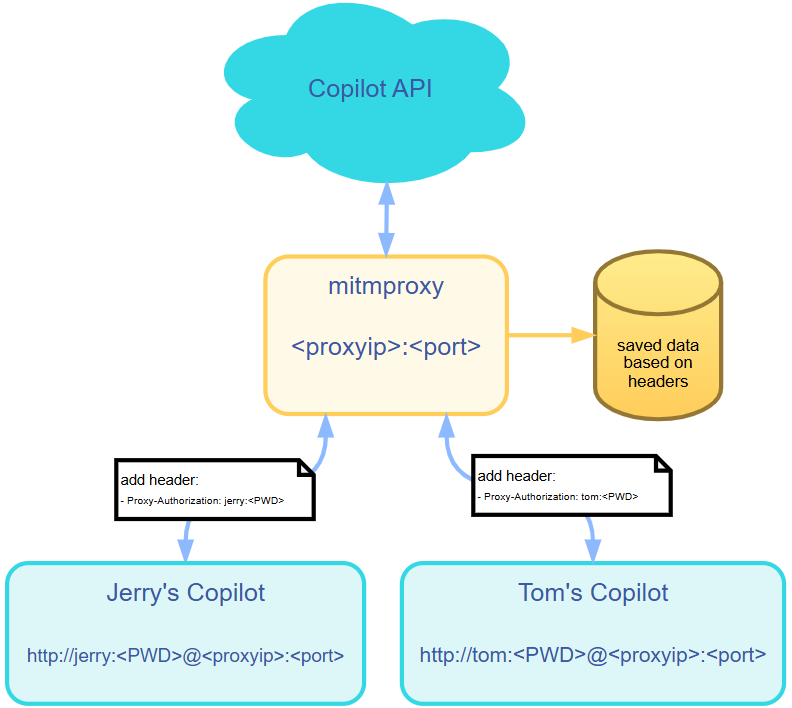 Copilot API
mitmproxy
<proxyip>:<port>
saved data
based on
headers
add header:
- Proxy-Authorization: jerry:<PWD>
add header:
- Proxy-Authorization: tom:<PWD>
Jerry's Copilot
http://jerry:<PWD>@<proxyip>:<port>
Tom's Copilot
http://tom:<PWD>@<proxyip>:<port>